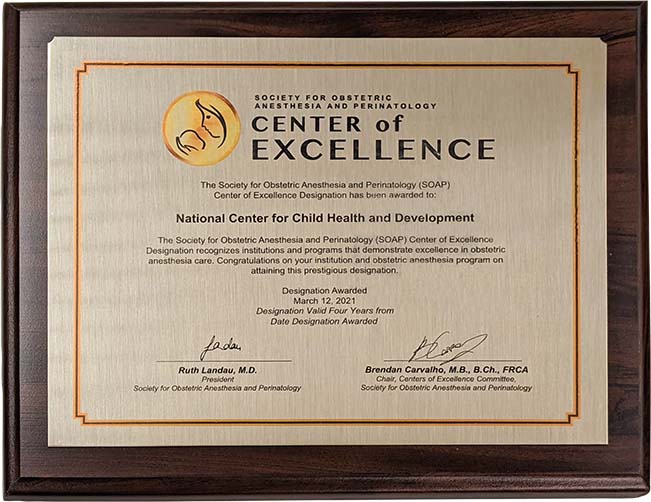 SOCIETY FOR OBSTETRIC
ANESTHESIA AND PERINATOLOGY
CENTER of
EXCELLENCE
The Society for Obstetric Anesthesia and Perinatology (SOAP)
Center of Excellence Designation has been awarded to:
National Center for Child Health and Development
The Society for Obstetric Anesthesia and Perinatology (SOAP) Center of Excellence
Designation recognizes institutions and programs that demonstrate excellence in obstetric
anesthesia care. Congratulations on your institution and obstetric anesthesia program on
attaining this prestigious designation.
Designation Awarded
March 12, 2021
Designation Valid Four Years from
Date Designation Awarded
Ruth Landau, M.D.
President
Society for Obstetric Anesthesia and Perinatology
Brendan Carvalho, M.B., B.Ch., FRCA
Chair, Centers of Excellence Committee,
Society for Obstetric Anesthesia and Perinatology